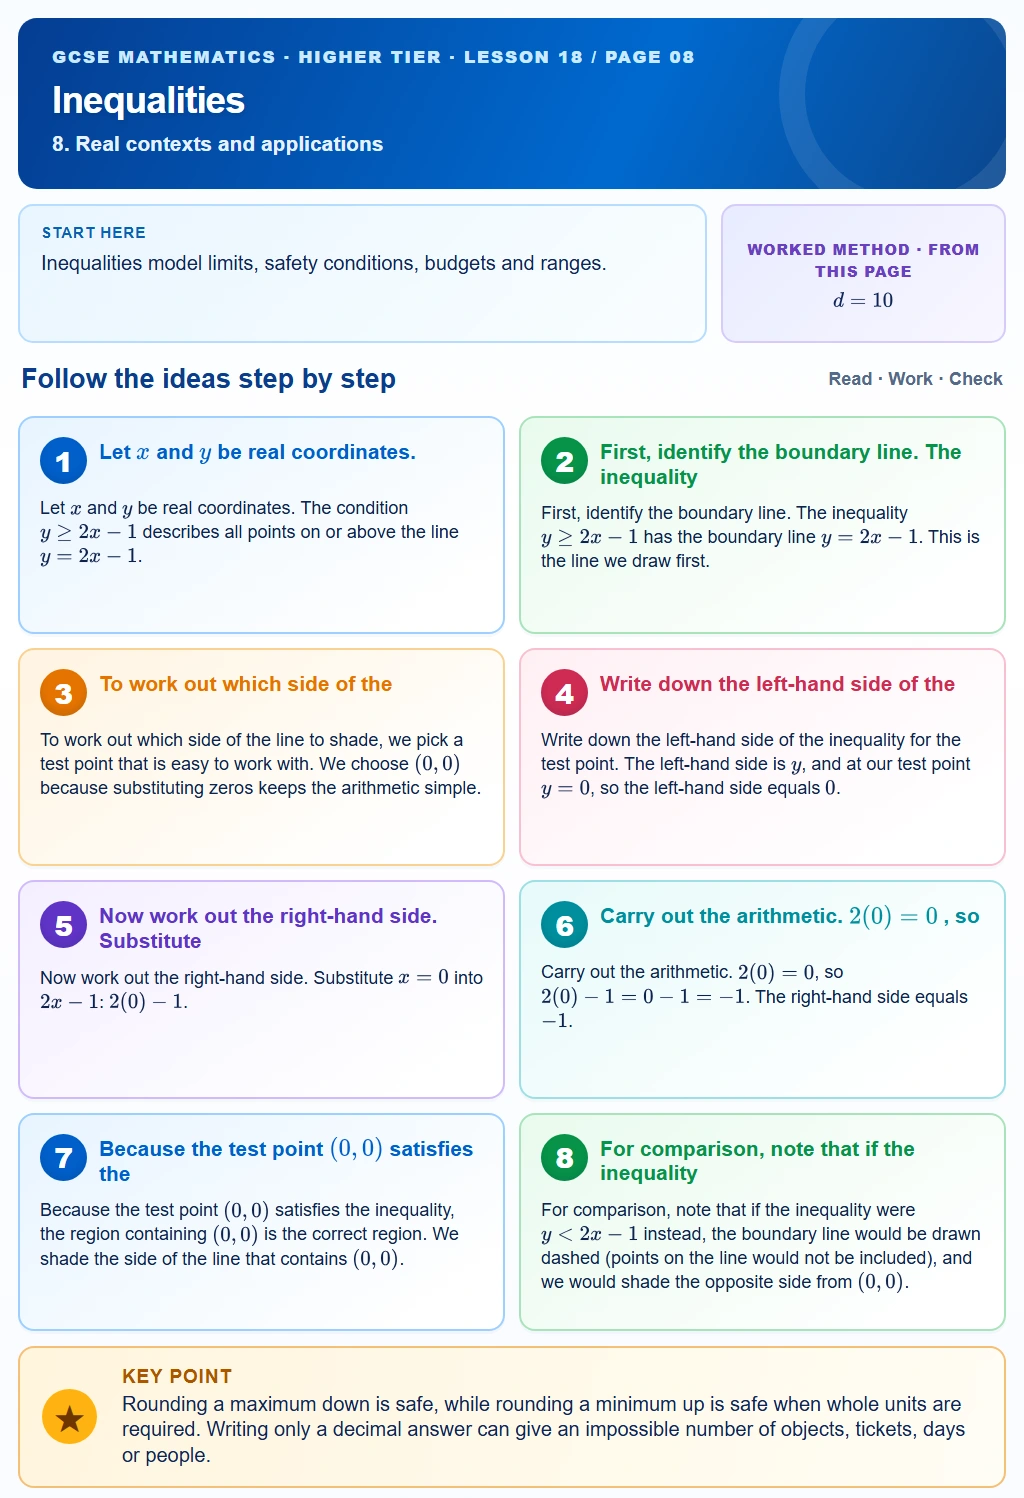 GCSE MATHEMATICS · HIGHER TIER · LESSON 18 / PAGE 08
Inequalities
8. Real contexts and applications
START HERE
Inequalities model limits, safety conditions, budgets and ranges.
WORKED METHOD · FROM
THIS PAGE
d = 10
Follow the ideas step by step
Read · Work · Check
1
Let x and y be real coordinates.
Let x and y be real coordinates. The condition
y ≥ 2x − 1 describes all points on or above the line
y = 2x − 1.
2
First, identify the boundary line. The
inequality
First, identify the boundary line. The inequality
y ≥ 2x − 1 has the boundary line y = 2x − 1. This is
the line we draw first.
3
To work out which side of the
To work out which side of the line to shade, we pick a
test point that is easy to work with. We choose (0, 0)
because substituting zeros keeps the arithmetic simple.
4
Write down the left-hand side of the
Write down the left-hand side of the inequality for the
test point. The left-hand side is y, and at our test point
y = 0, so the left-hand side equals 0.
5
Now work out the right-hand side.
Substitute
Now work out the right-hand side. Substitute x = 0 into
2x − 1: 2(0) − 1.
6
Carry out the arithmetic. 2(0) = 0 , so
Carry out the arithmetic. 2(0) = 0, so
2(0) − 1 = 0 − 1 = −1. The right-hand side equals
−1.
7
Because the test point (0, 0) satisfies
the
Because the test point (0, 0) satisfies the inequality,
the region containing (0, 0) is the correct region. We
shade the side of the line that contains (0, 0).
8
For comparison, note that if the
inequality
For comparison, note that if the inequality were
y < 2x − 1 instead, the boundary line would be drawn
dashed (points on the line would not be included), and
we would shade the opposite side from (0, 0).
KEY POINT
Rounding a maximum down is safe, while rounding a minimum up is safe when whole units are
required. Writing only a decimal answer can give an impossible number of objects, tickets, days
or people.